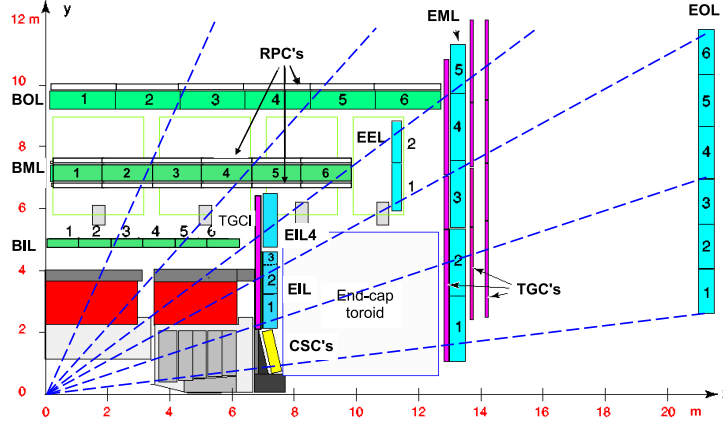 12 m
y
EML
EOL
RPC's
10
BOL
1 2 3 4 5 6
5
6
8
EEL
2
4
5
BML
1 2 3 4 5 6
1
3
4
6
TGCI
3
BIL
1 2 3 4 5 6
EIL4
2
2
4
3
2
EIL
1
End-cap
toroid
TGC's
1
2
CSC's
1
0
0 2 4 6 8 10 12 14 16 18 20 m